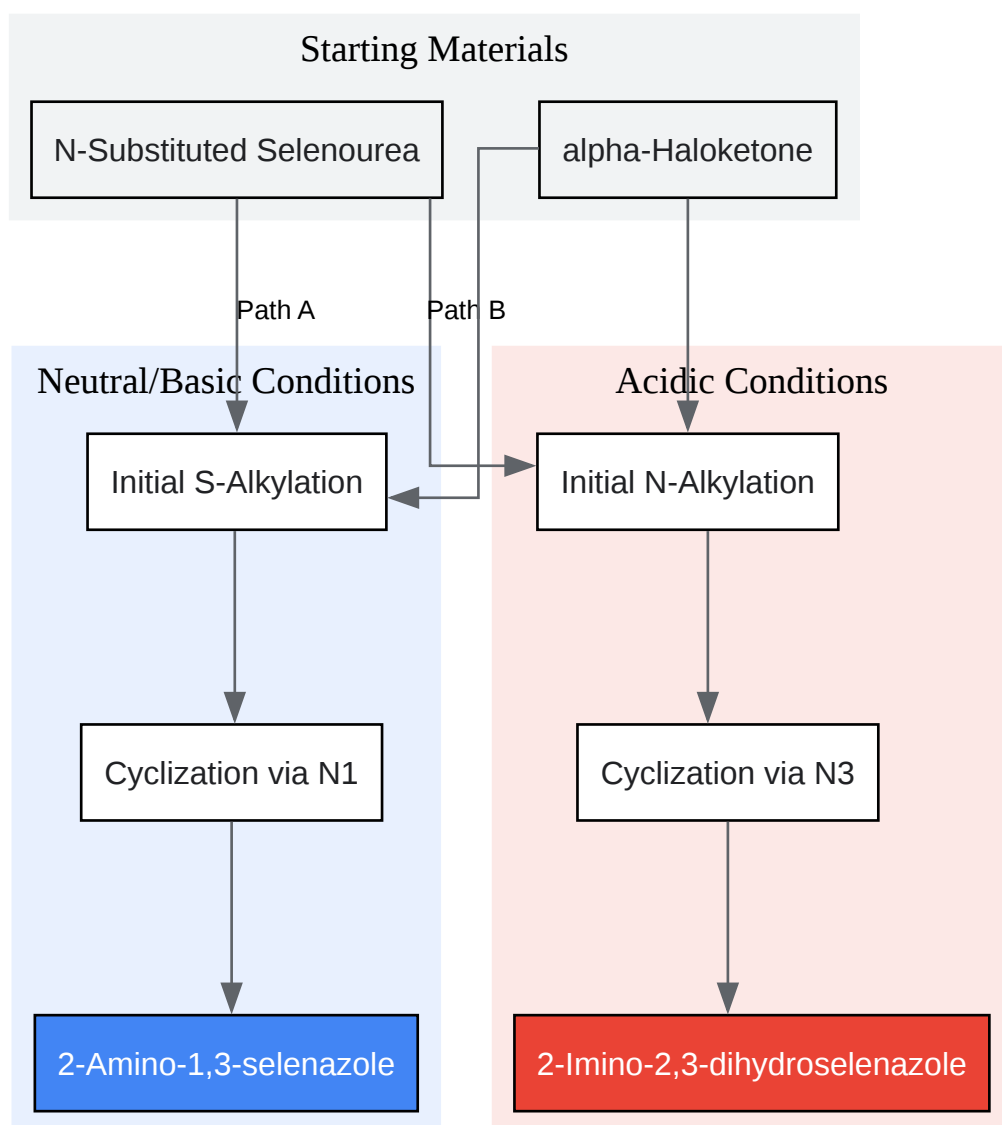 Starting Materials
N-Substituted Selenourea
alpha-Haloketone
Path A
Path B
Neutral/Basic Conditions
Acidic Conditions
Initial S-Alkylation
Initial N-Alkylation
Cyclization via N1
Cyclization via N3
2-Amino-1,3-selenazole
2-Imino-2,3-dihydroselenazole